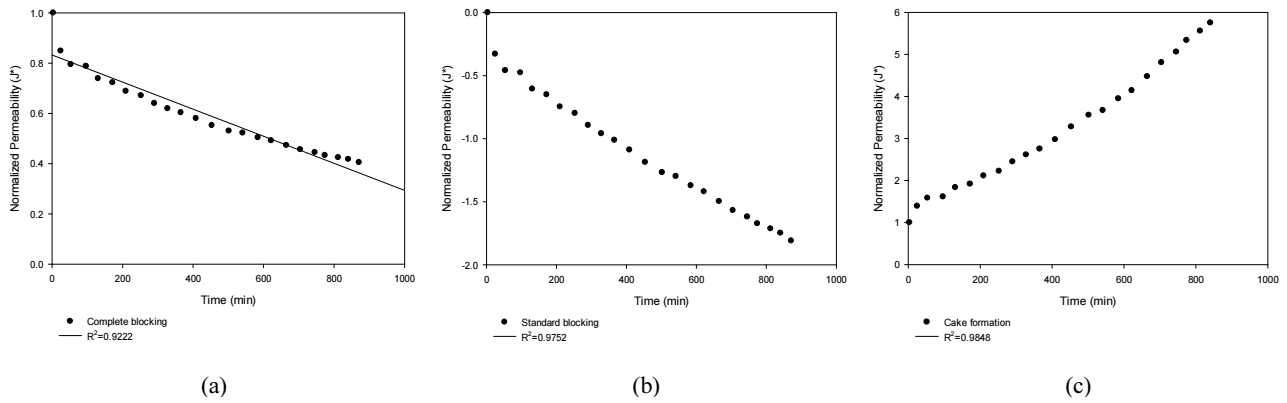 1.0
0.8
0.6
0.4
0.2
0.0
Normalized Permeability (J*)
0 200 400 600 800 1000
Time (min)
Complete blocking
R²=0.9222
(a)
0.0
-0.5
-1.0
-1.5
-2.0
Normalized Permeability (J*)
0 200 400 600 800 1000
Time (min)
Standard blocking
R²=0.9752
(b)
6
5
4
3
2
1
0
Normalized Permeability (J*)
0 200 400 600 800 1000
Time (min)
Cake formation
R²=0.9848
(c)